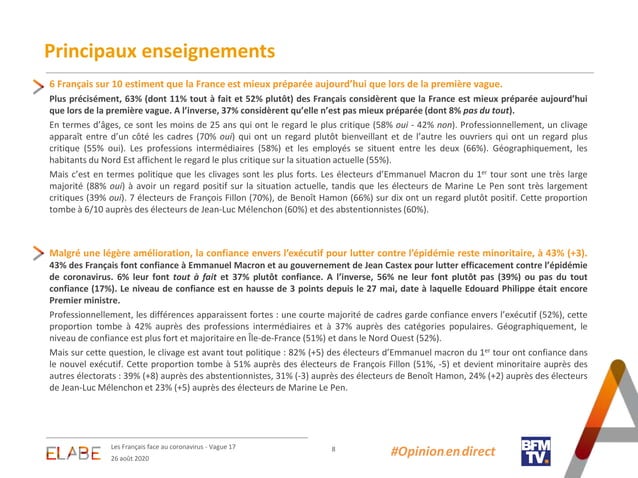 Principaux enseignements
6 Français sur 10 estiment que la France est mieux préparée aujourd'hui que lors de la première vague.
Plus précisément, 63% (dont 11% tout à fait et 52% plutôt) des Français considèrent que la France est mieux préparée aujourd'hui
que lors de la première vague. A l'inverse, 37% considèrent qu'elle n'est pas mieux préparée (dont 8% pas du tout).
En termes d'âges, ce sont les moins de 25 ans qui ont le regard le plus critique (58% oui - 42% non). Professionnellement, un clivage
apparaît entre d'un côté les cadres (70% oui) qui ont un regard plutôt bienveillant et de l'autre les ouvriers qui ont un regard plus
critique (55% oui). Les professions intermédiaires (58%) et les employés se situent entre les deux (66%). Géographiquement, les
habitants du Nord Est affichent le regard le plus critique sur la situation actuelle (55%).
Mais c'est en termes politique que les clivages sont les plus forts. Les électeurs d'Emmanuel Macron du 1er tour sont une très large
majorité (88% oui) à avoir un regard positif sur la situation actuelle, tandis que les électeurs de Marine Le Pen sont très largement
critiques (39% oui). 7 électeurs de François Fillon (70%), de Benoît Hamon (66%) sur dix ont un regard plutôt positif. Cette proportion
tombe à 6/10 auprès des électeurs de Jean-Luc Mélenchon (60%) et des abstentionnistes (60%).
Malgré une légère amélioration, la confiance envers l'exécutif pour lutter contre l'épidémie reste minoritaire, à 43% (+3).
43% des Français font confiance à Emmanuel Macron et au gouvernement de Jean Castex pour lutter efficacement contre l'épidémie
de coronavirus. 6% leur font tout à fait et 37% plutôt confiance. A l'inverse, 56% ne leur font plutôt pas (39%) ou pas du tout
confiance (17%). Le niveau de confiance est en hausse de 3 points depuis le 27 mai, date à laquelle Edouard Philippe était encore
Premier ministre.
Professionnellement, les différences apparaissent fortes : une courte majorité de cadres garde confiance envers l'exécutif (52%), cette
proportion tombe à 42% auprès des professions intermédiaires et à 37% auprès des catégories populaires. Géographiquement, le
niveau de confiance est plus fort et majoritaire en Île-de-France (51%) et dans le Nord Ouest (52%).
Mais sur cette question, le clivage est avant tout politique : 82% (+5) des électeurs d'Emmanuel macron du 1er tour ont confiance dans
le nouvel exécutif. Cette proportion tombe à 51% auprès des électeurs de François Fillon (51%, -5) et devient minoritaire auprès des
autres électorats : 39% (+8) auprès des abstentionnistes, 31% (-3) auprès des électeurs de Benoît Hamon, 24% (+2) auprès des électeurs
de Jean-Luc Mélenchon et 23% (+5) auprès des électeurs de Marine Le Pen.
ELABE
Les Français face au coronavirus - Vague 17
26 août 2020
8
#Opinionendirect
BFM
TV.